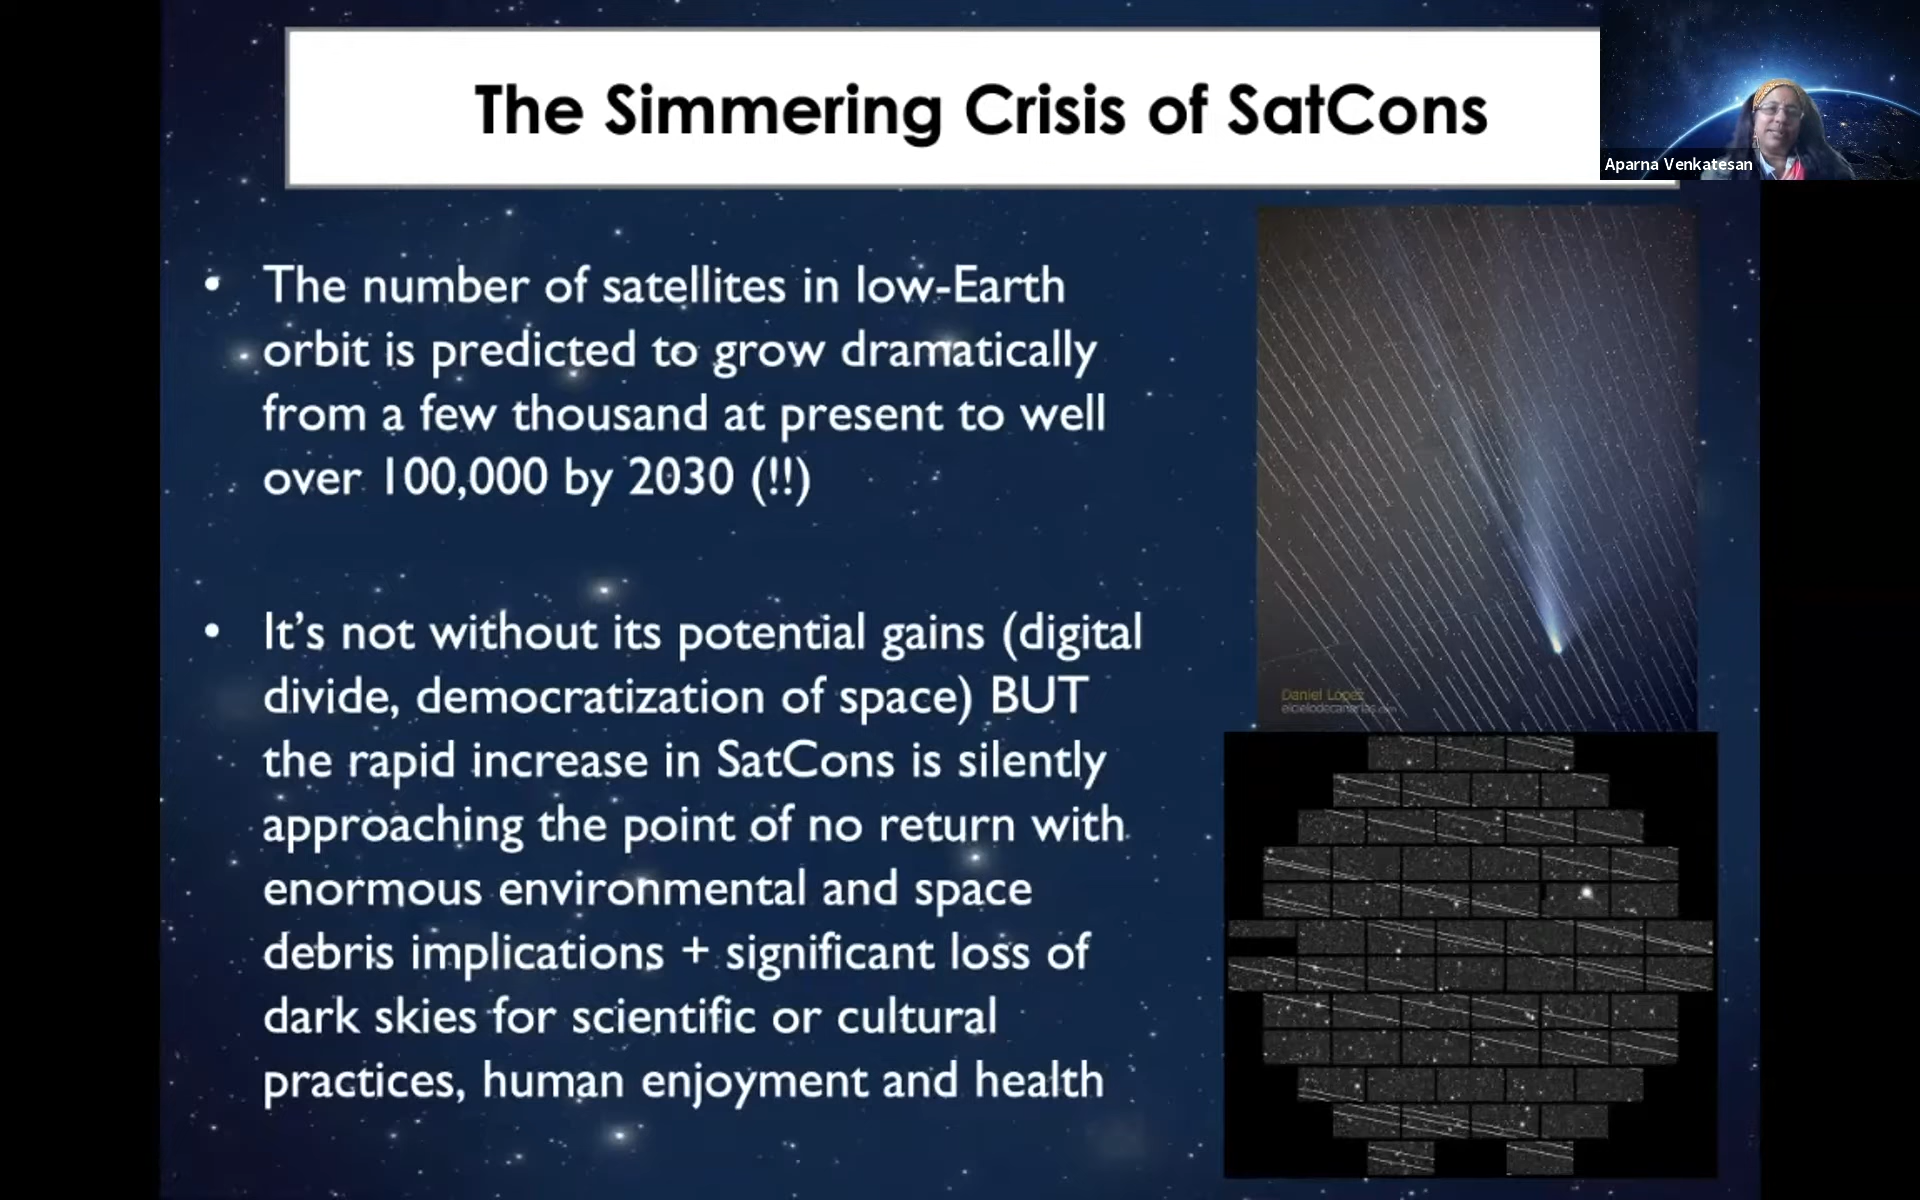 The Simmering Crisis of SatCons
Aparna Venkatesan
• The number of satellites in low-Earth
orbit is predicted to grow dramatically
from a few thousand at present to well
over 100,000 by 2030 (!!)
• It's not without its potential gains (digital
divide, democratization of space) BUT
the rapid increase in SatCons is silently
approaching the point of no return with
enormous environmental and space
debris implications + significant loss of
dark skies for scientific or cultural
practices, human enjoyment and health
Daniel López
elcielodecanarias.com